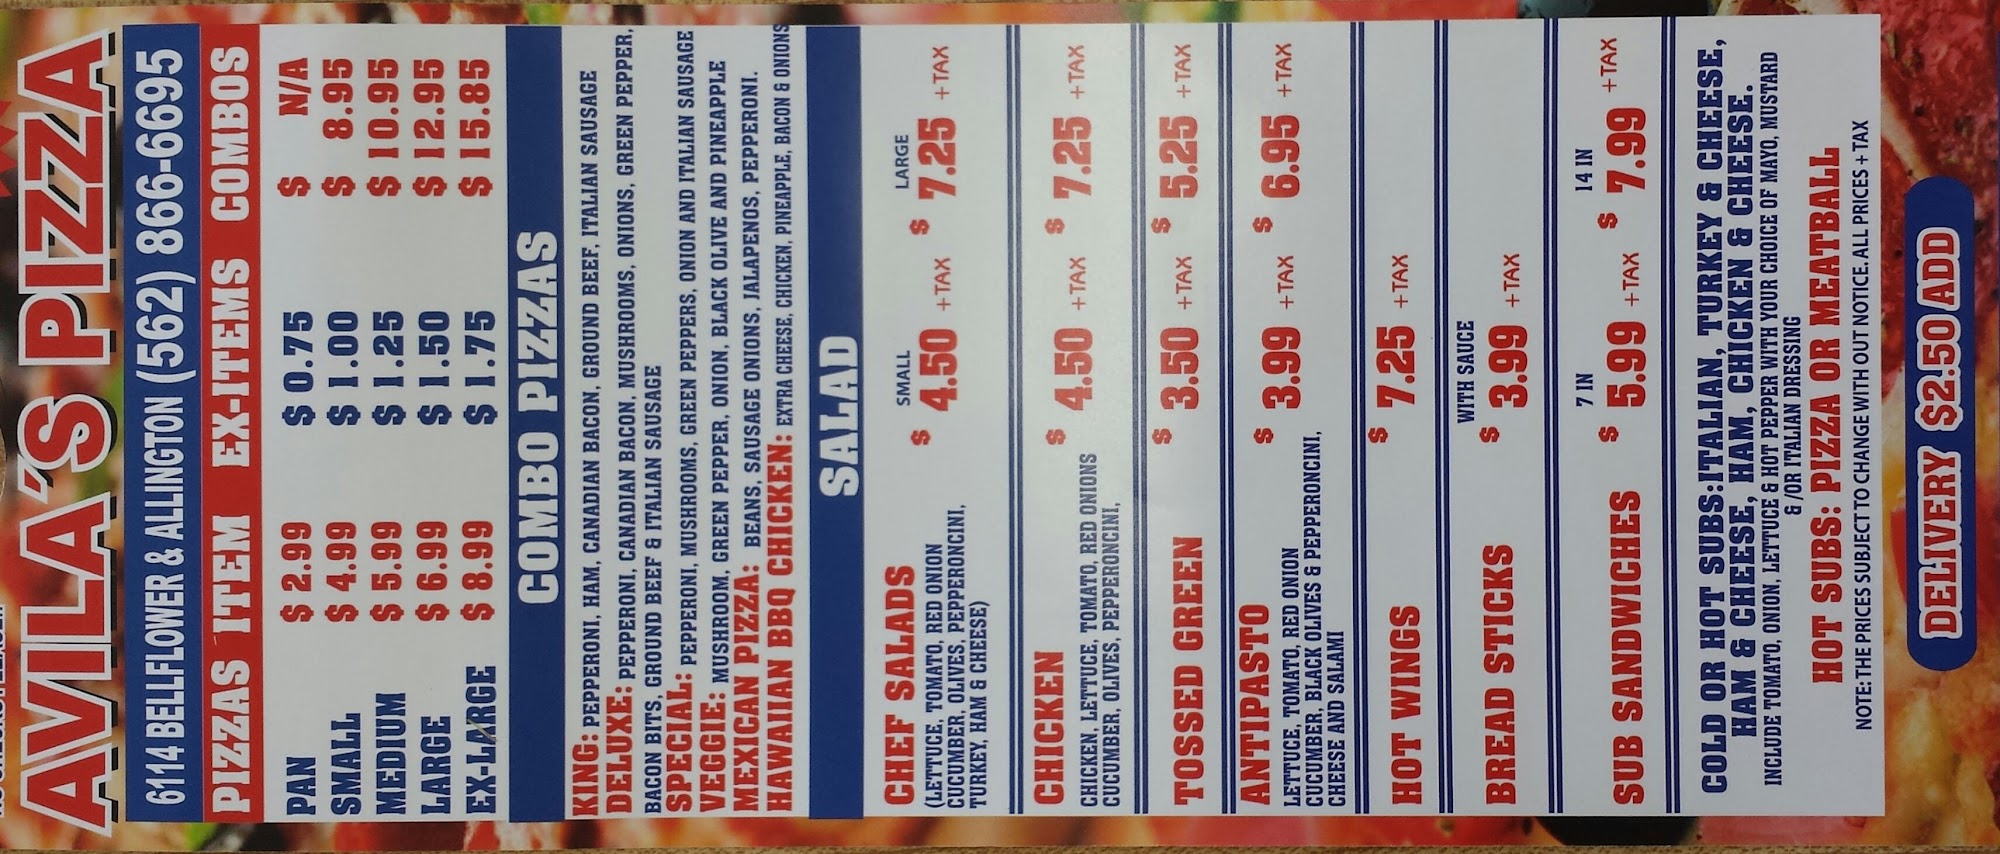 AVILA'S PIZZA
6114 BELLFLOWER & ALLINGTON (562) 866-6695
PIZZAS ITEM EX-ITEMS COMBOS
PAN $ 2.99 $ 0.75 $ N/A
SMALL $ 4.99 $ 1.00 $ 8.95
MEDIUM $ 5.99 $ 1.25 $ 10.95
LARGE $ 6.99 $ 1.50 $ 12.95
EX-LARGE $ 8.99 $ 1.75 $ 15.85
COMBO PIZZAS
KING: PEPPERONI, HAM, CANADIAN BACON, GROUND BEEF, ITALIAN SAUSAGE
DELUXE: PEPPERONI, CANADIAN BACON, MUSHROOMS, ONIONS, GREEN PEPPER,
BACON BITS, GROUND BEEF & ITALIAN SAUSAGE
SPECIAL: PEPPERONI, MUSHROOMS, GREEN PEPPERS, ONION AND ITALIAN SAUSAGE
VEGGIE: MUSHROOM, GREEN PEPPER, ONION, BLACK OLIVE AND PINEAPPLE
MEXICAN PIZZA: BEANS, SAUSAGE ONIONS, JALAPENOS, PEPPERONI.
HAWAIIAN BBQ CHICKEN: EXTRA CHEESE, CHICKEN, PINEAPPLE, BACON & ONIONS
SALAD
SMALL LARGE
CHEF SALADS $ 4.50 +TAX $ 7.25 +TAX
(LETTUCE, TOMATO, RED ONION
CUCUMBER, OLIVES, PEPPERONCINI,
TURKEY, HAM & CHEESE)
CHICKEN $ 4.50 +TAX $ 7.25 +TAX
CHICKEN, LETTUCE, TOMATO, RED ONIONS
CUCUMBER, OLIVES, PEPPERONCINI,
TOSSED GREEN $ 3.50 +TAX $ 5.25 +TAX
ANTIPASTO $ 3.99 +TAX $ 6.95 +TAX
LETTUCE, TOMATO, RED ONION
CUCUMBER, BLACK OLIVES & PEPPERONCINI,
CHEESE AND SALAMI
HOT WINGS $ 7.25 +TAX
WITH SAUCE
BREAD STICKS $ 3.99 +TAX
7 IN 14 IN
SUB SANDWICHES $ 5.99 +TAX $ 7.99 +TAX
COLD OR HOT SUBS:ITALIAN, TURKEY & CHEESE,
HAM & CHEESE, HAM, CHICKEN & CHEESE.
INCLUDE TOMATO, ONION, LETTUCE & HOT PEPPER WITH YOUR CHOICE OF MAYO, MUSTARD
& /OR ITALIAN DRESSING
HOT SUBS: PIZZA OR MEATBALL
NOTE: THE PRICES SUBJECT TO CHANGE WITH OUT NOTICE. ALL PRICES + TAX
DELIVERY $2.50 ADD